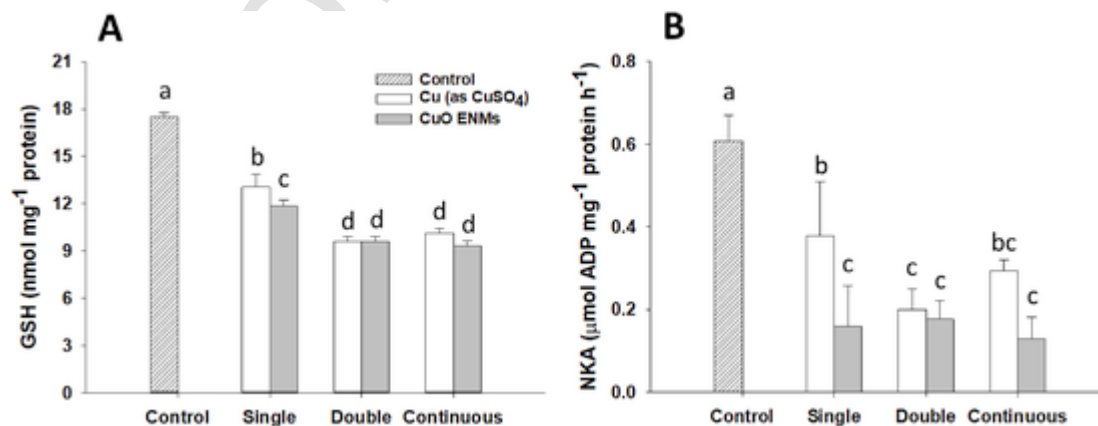 A
GSH (nmol mg⁻¹ protein)
21
18
15
12
9
6
3
0
a
b
c
d
d
d
d
Control
Cu (as CuSO₄)
CuO ENMs
Control
Single
Double
Continuous
B
NKA (μmol ADP mg⁻¹ protein h⁻¹)
0.8
0.6
0.4
0.2
0.0
a
b
c
c
c
bc
c
Control
Single
Double
Continuous